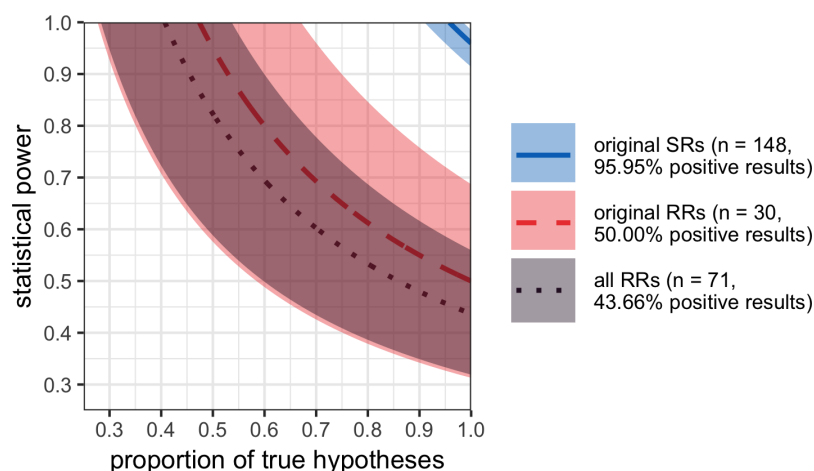 statistical power
1.0
0.9
0.8
0.7
0.6
0.5
0.4
0.3
0.3 0.4 0.5 0.6 0.7 0.8 0.9 1.0
proportion of true hypotheses
original SRs (n = 148,
95.95% positive results)
original RRs (n = 30,
50.00% positive results)
all RRs (n = 71,
43.66% positive results)